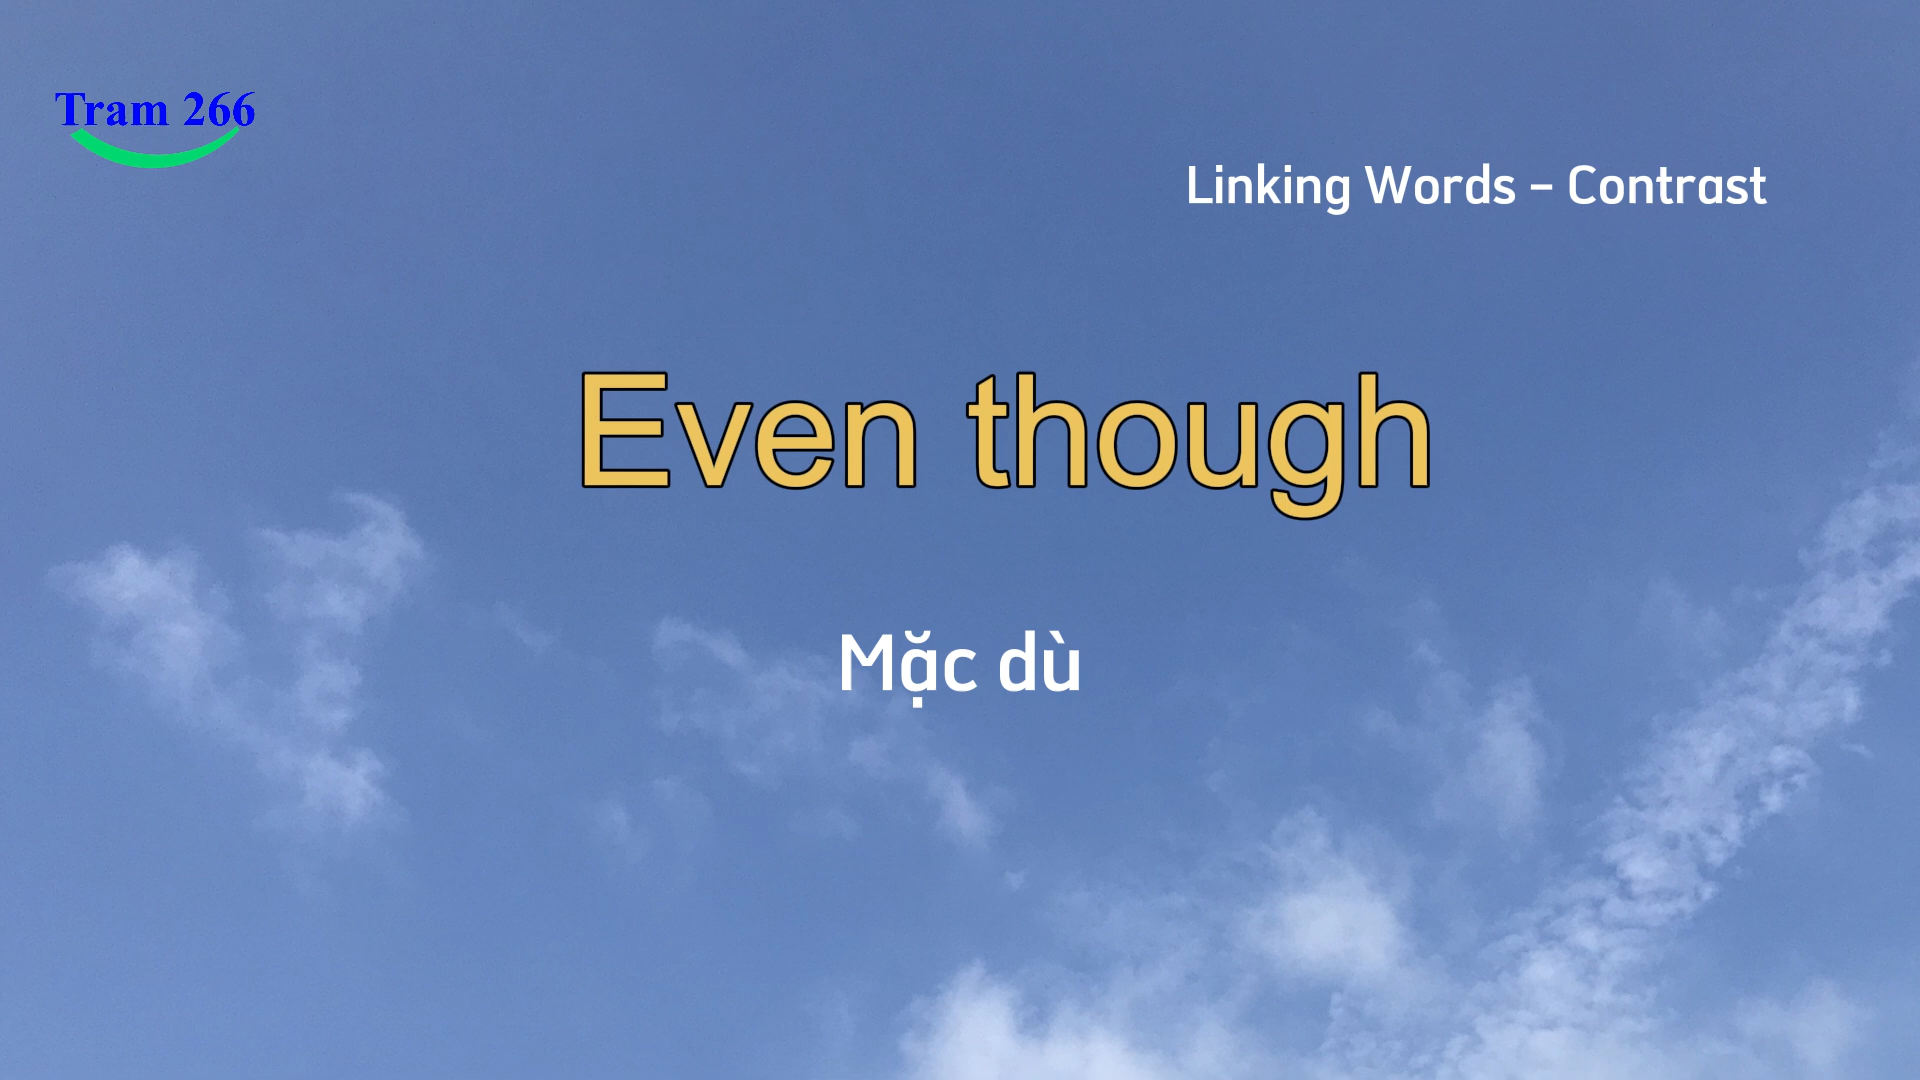 Tram 266
Linking Words – Contrast
Even though
Mặc dù